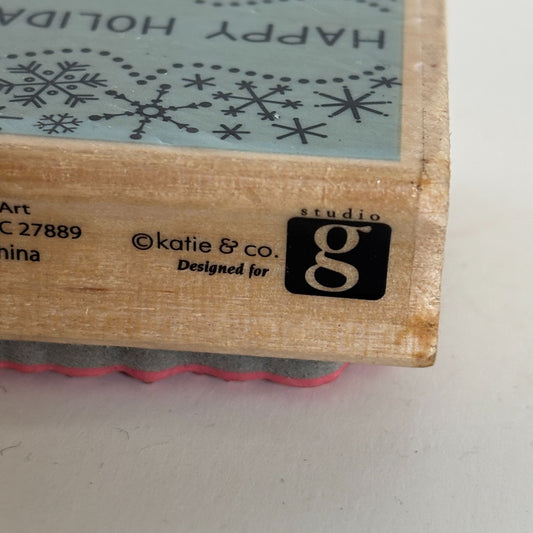 HAPPY HOLIDA
Art
C 27889
hina
©katie & co.
Designed for
studio
g